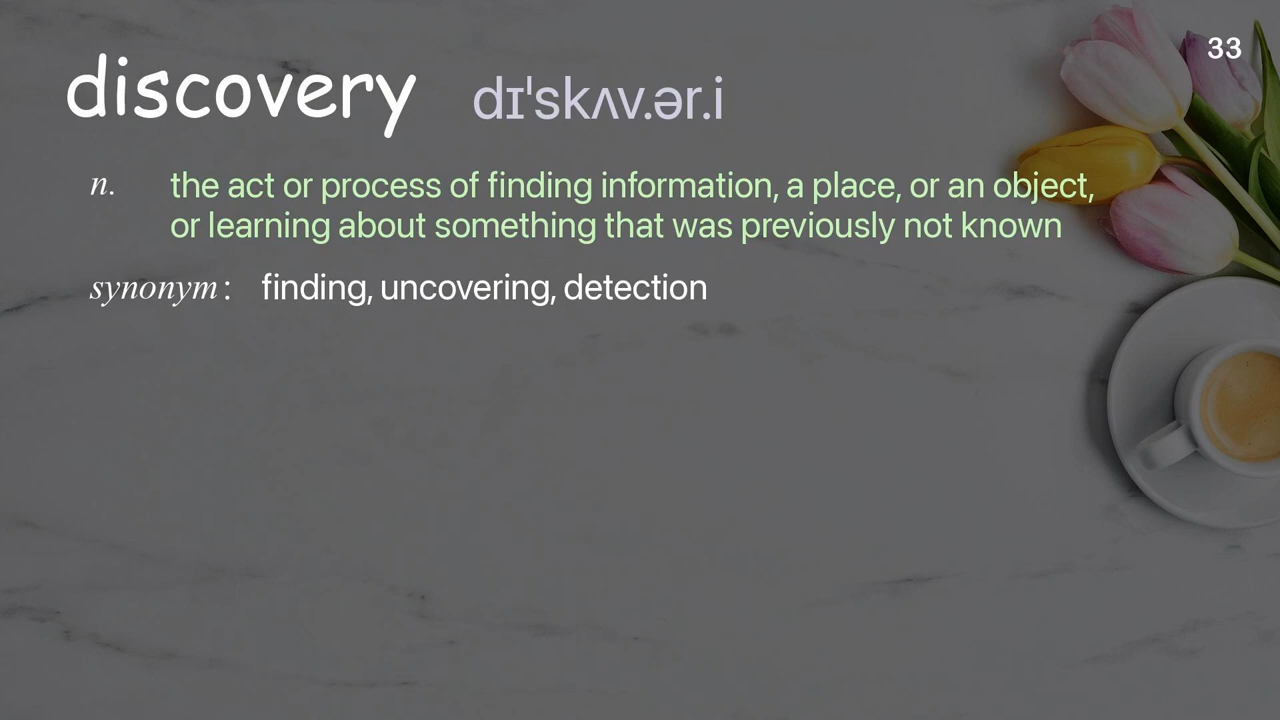 33
discovery dɪˈskʌv.ər.i
n. the act or process of finding information, a place, or an object,
or learning about something that was previously not known
synonym: finding, uncovering, detection